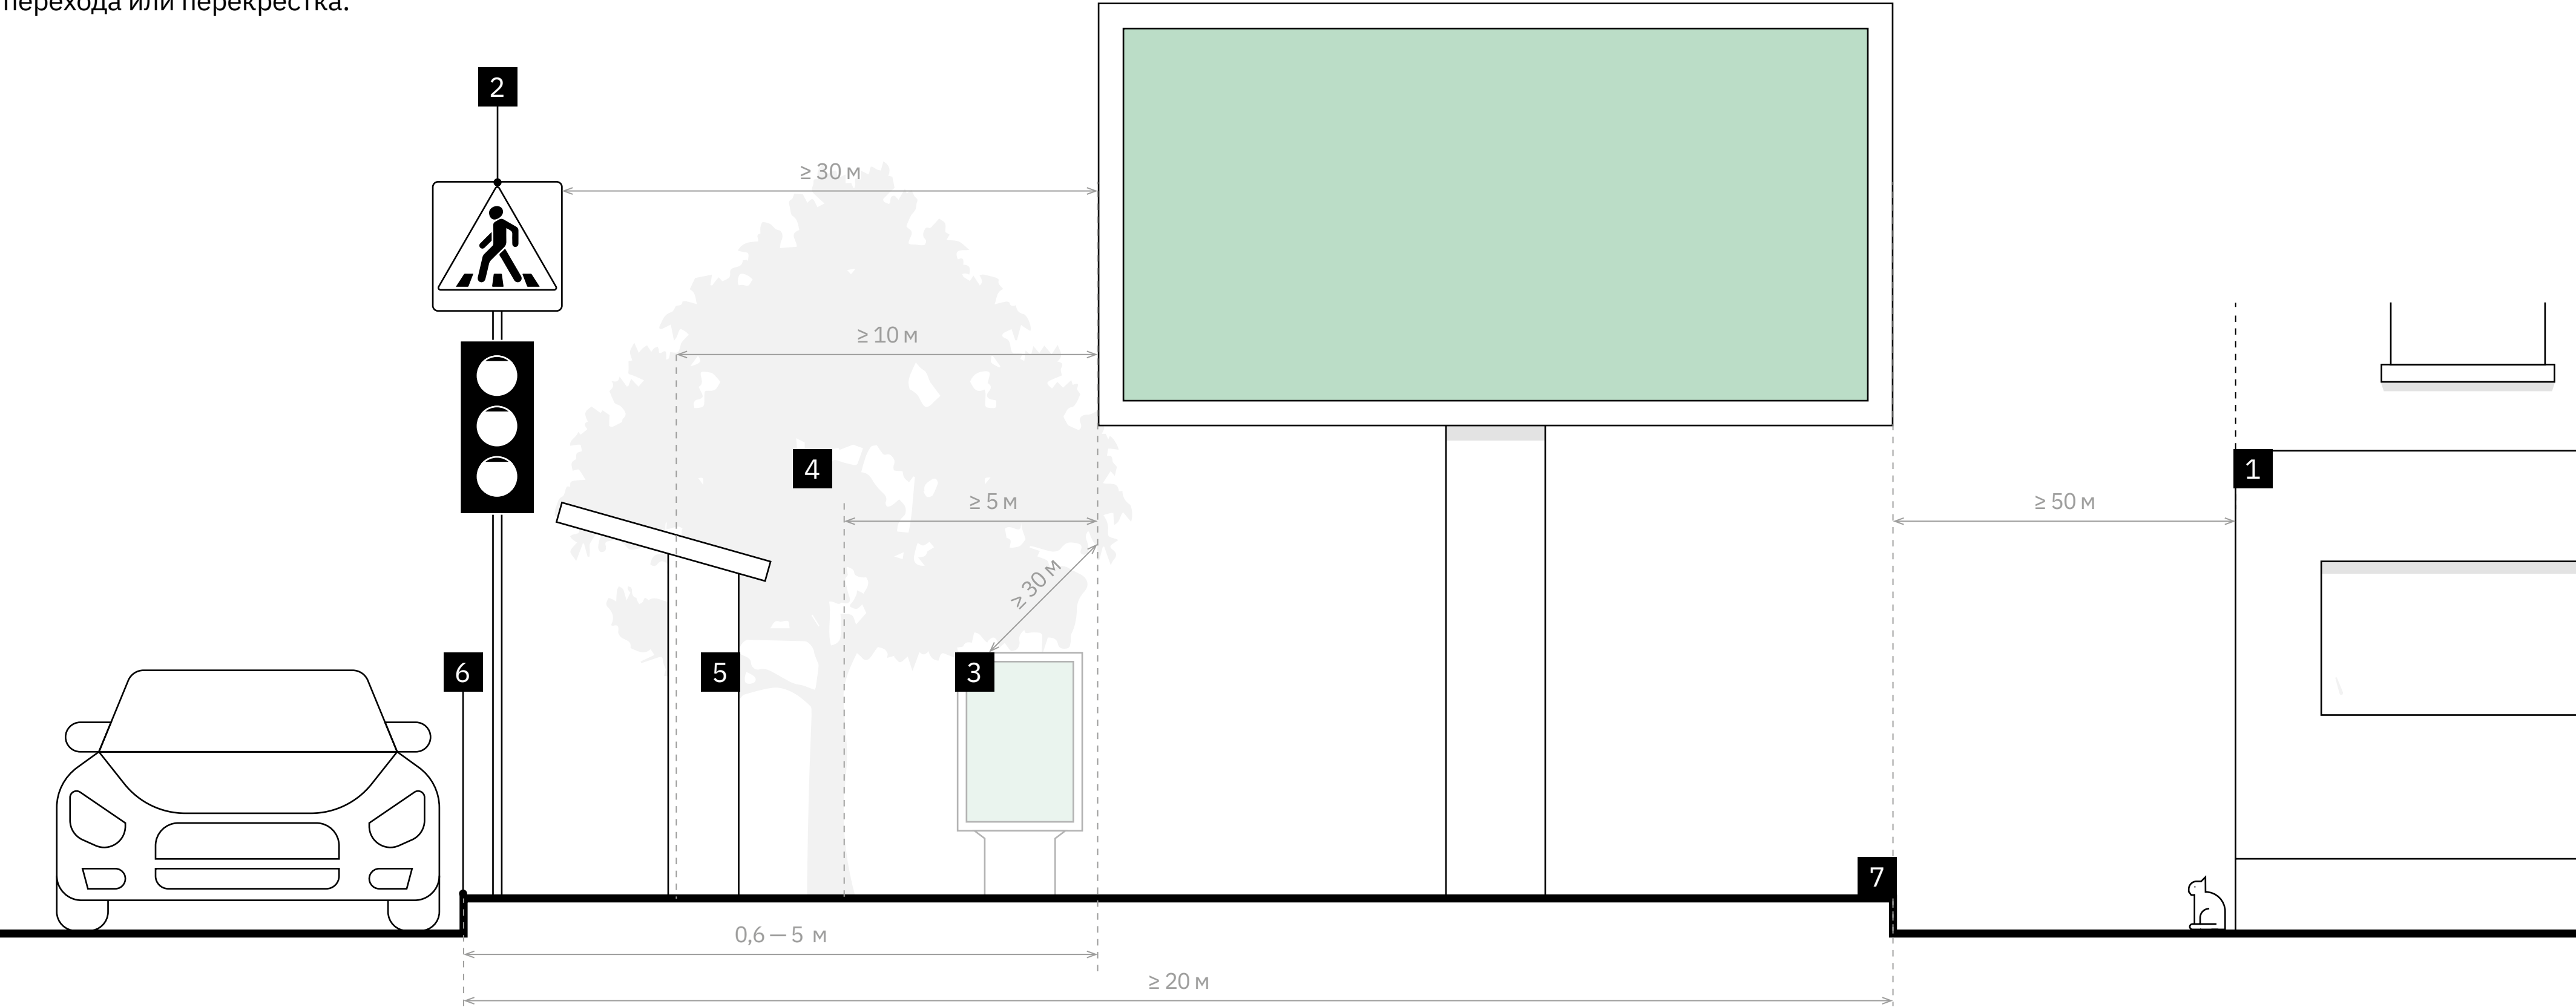 перехода или перекрестка.
2
≥ 30 м
≥ 10 м
4
1
≥ 5 м
≥ 50 м
≥ 30 м
6
5
3
7
0,6 — 5 м
≥ 20 м